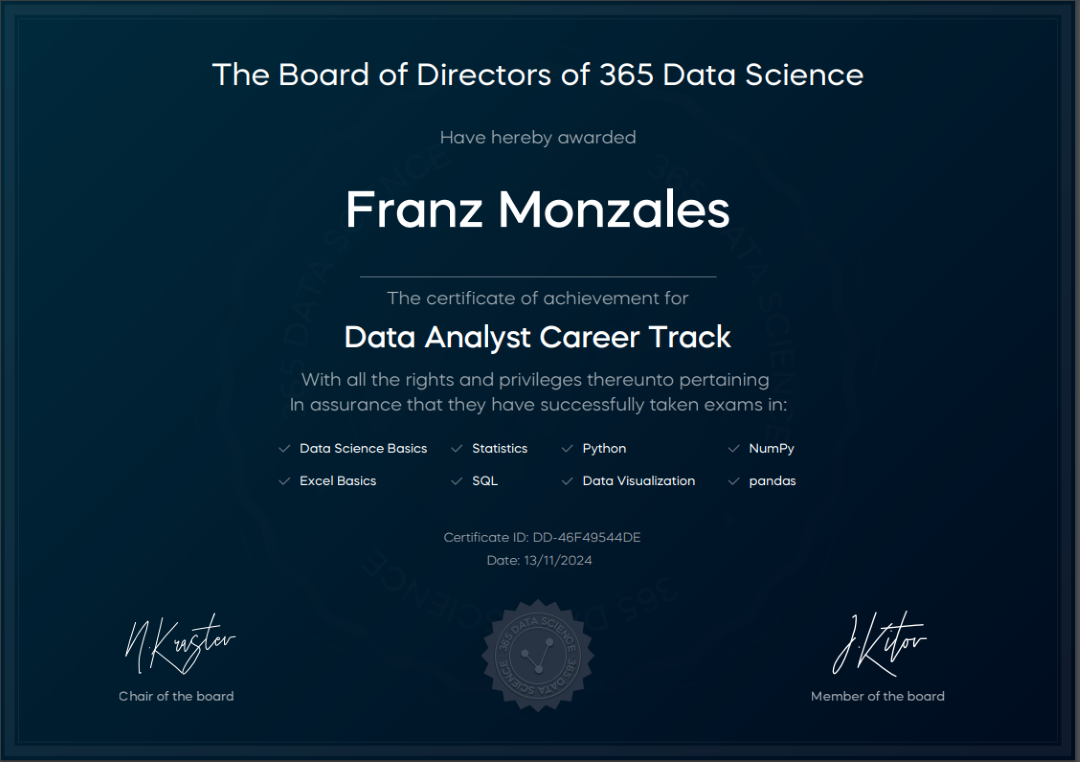 The Board of Directors of 365 Data Science
Have hereby awarded
Franz Monzales
The certificate of achievement for
Data Analyst Career Track
With all the rights and privileges thereunto pertaining
In assurance that they have successfully taken exams in:
Data Science Basics Statistics Python NumPy
Excel Basics SQL Data Visualization pandas
Certificate ID: DD-46F49544DE
Date: 13/11/2024
N.Krastev
365 DATA SCIENCE 365 DATA SCIENCE
J.Kitov
Chair of the board
Member of the board